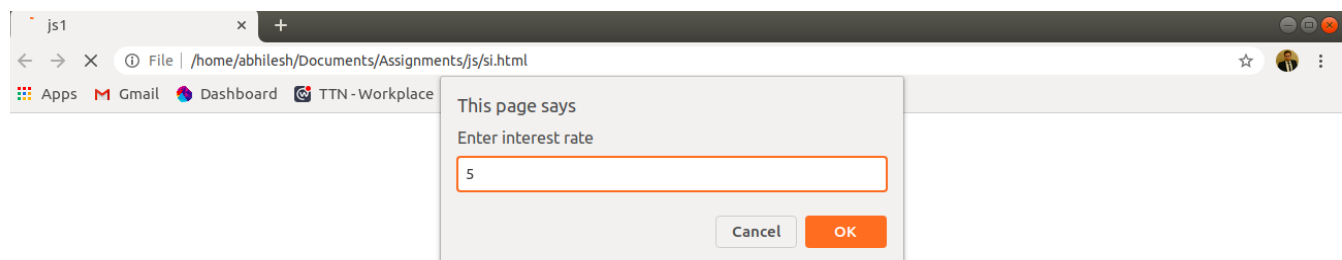 js1
File | /home/abhilesh/Documents/Assignments/js/si.html
Apps M Gmail Dashboard TTN - Workplace
This page says
Enter interest rate
5
Cancel OK